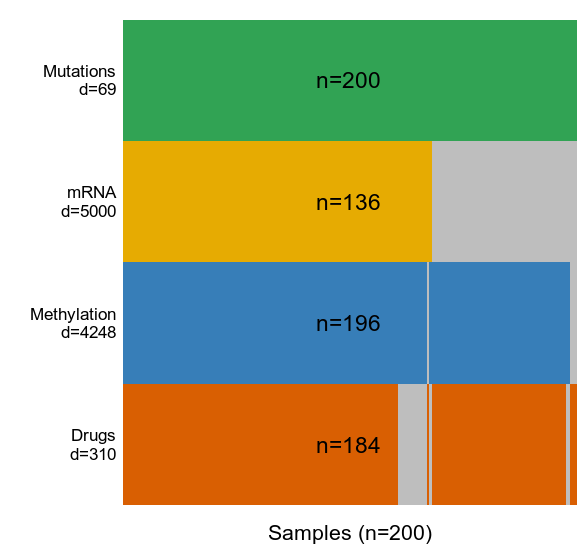 Mutations
d=69
n=200
mRNA
d=5000
n=136
Methylation
d=4248
n=196
Drugs
d=310
n=184
Samples (n=200)